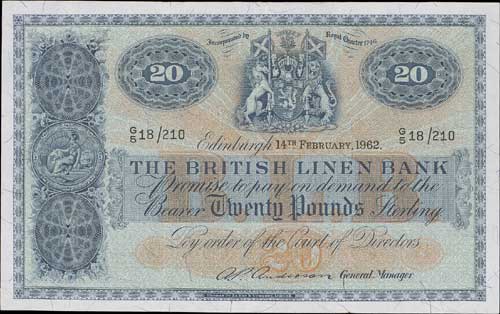 Incorporated by Royal Charter 1746
20 20
G/5 18/210 G/5 18/210
Edinburgh 14TH FEBRUARY, 1962.
THE BRITISH LINEN BANK
Promise to pay on demand to the
Bearer Twenty Pounds Sterling
By order of the Court of Directors
20
A.P. Anderson General Manager